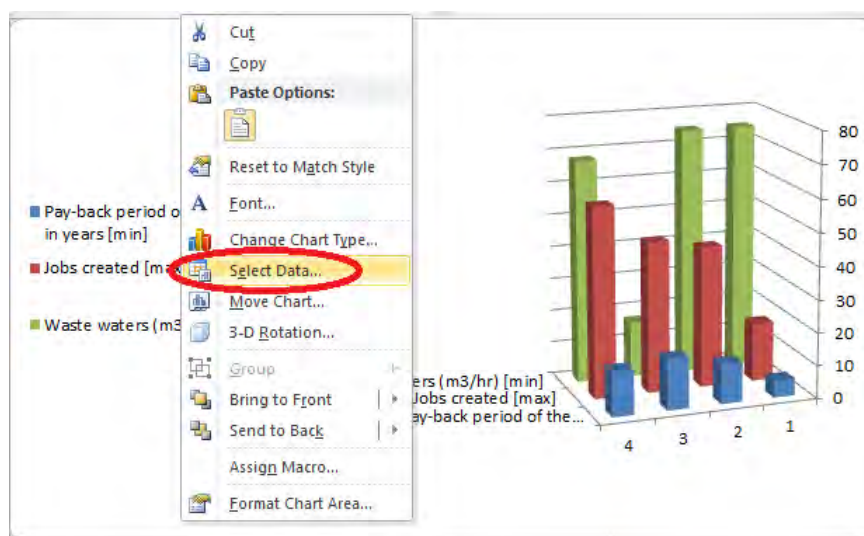 Cut
Copy
Paste Options:
Reset to Match Style
Font...
Change Chart Type...
Select Data...
Move Chart...
3-D Rotation...
Group
Bring to Front
Send to Back
Assign Macro...
Format Chart Area...
Pay-back period o
in years [min]
Jobs created [max
Waste waters (m3
80
70
60
50
40
30
20
10
0
ers (m3/hr) [min]
Jobs created [max]
ay-back period of the...
4 3 2 1